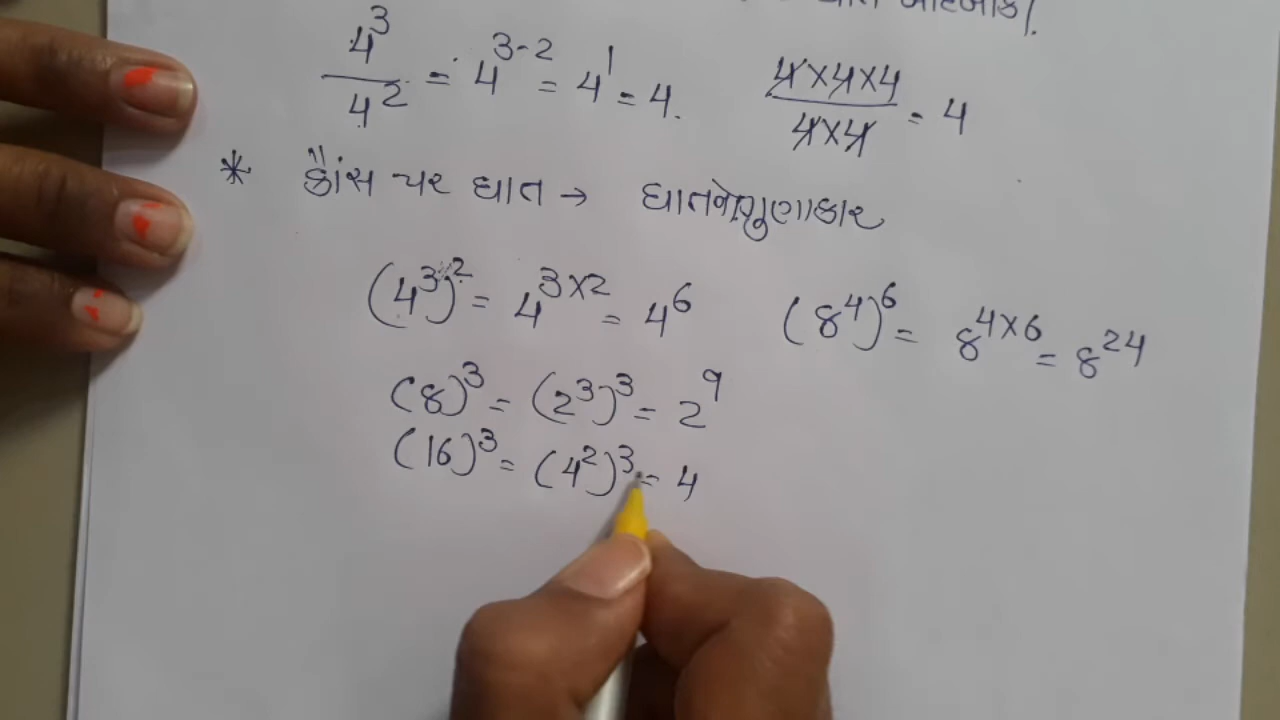 ઘાત બાદબાકી.
4³/4² = 4³⁻² = 4¹ = 4. 4×4×4/4×4 = 4
* કૌંસ પર ઘાત → ઘાતનો ગુણાકાર
(4³)² = 4³ˣ² = 4⁶ (8⁴)⁶ = 8⁴ˣ⁶ = 8²⁴
(8)³ = (2³)³ = 2⁹
(16)³ = (4²)³ = 4